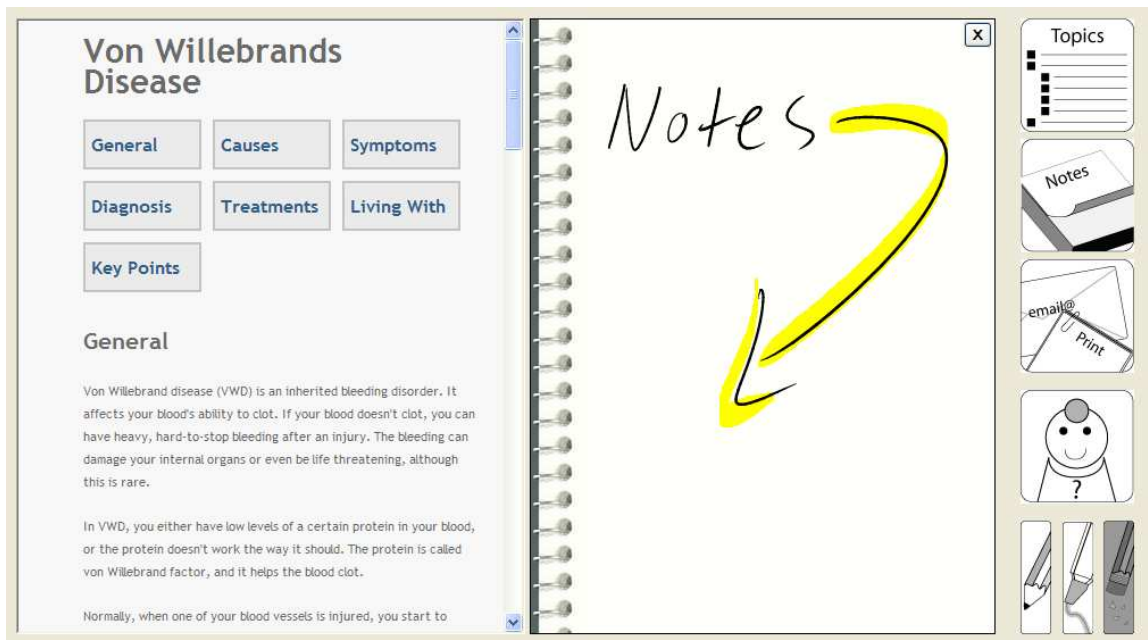 Von Willebrands
Disease
General
Causes
Symptoms
Diagnosis
Treatments
Living With
Key Points
General
Von Willebrand disease (VWD) is an inherited bleeding disorder. It
affects your blood's ability to clot. If your blood doesn't clot, you can
have heavy, hard-to-stop bleeding after an injury. The bleeding can
damage your internal organs or even be life threatening, although
this is rare.
In VWD, you either have low levels of a certain protein in your blood,
or the protein doesn't work the way it should. The protein is called
von Willebrand factor, and it helps the blood clot.
Normally, when one of your blood vessels is injured, you start to
Notes
X
Topics
Notes
email@
Print
?